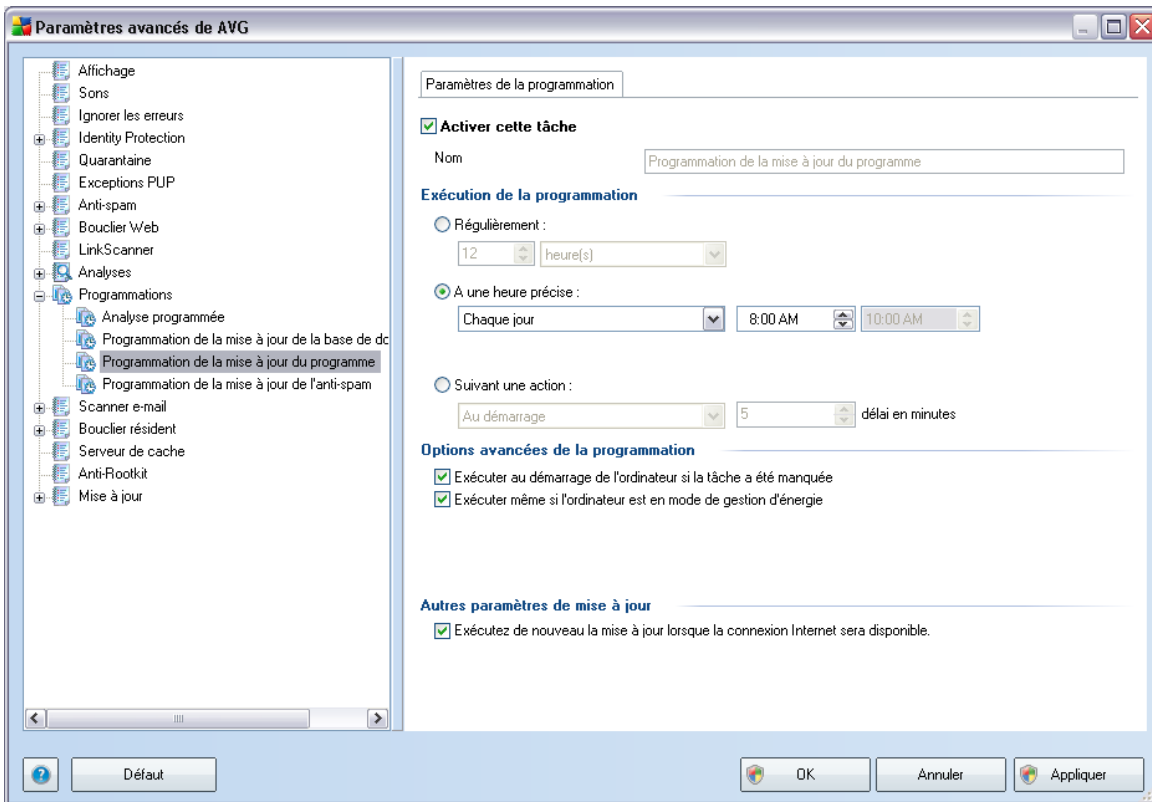 Paramètres avancés de AVG
Affichage
Sons
Ignorer les erreurs
Identity Protection
Quarantaine
Exceptions PUP
Anti-spam
Bouclier Web
LinkScanner
Analyses
Programmations
Analyse programmée
Programmation de la mise à jour de la base de dc
Programmation de la mise à jour du programme
Programmation de la mise à jour de l'anti-spam
Scanner e-mail
Bouclier résident
Serveur de cache
Anti-Rootkit
Mise à jour
Paramètres de la programmation
Activer cette tâche
Nom Programmation de la mise à jour du programme
Exécution de la programmation
Régulièrement :
12 heure(s)
A une heure précise :
Chaque jour 8:00 AM 10:00 AM
Suivant une action :
Au démarrage 5 délai en minutes
Options avancées de la programmation
Exécuter au démarrage de l'ordinateur si la tâche a été manquée
Exécuter même si l'ordinateur est en mode de gestion d'énergie
Autres paramètres de mise à jour
Exécutez de nouveau la mise à jour lorsque la connexion Internet sera disponible.
? Défaut OK Annuler Appliquer